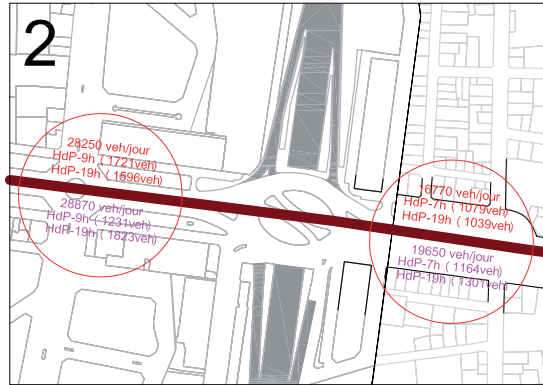 2
28250 veh/jour
HdP-9h ( 1721veh)
HdP-19h ( 1596veh)
28870 veh/jour
HdP-9h ( 1231veh)
HdP-19h ( 1823veh)
16770 veh/jour
HdP-7h ( 1079veh)
HdP-19h ( 1039veh)
19650 veh/jour
HdP-7h ( 1164veh)
HdP-19h ( 1301veh)